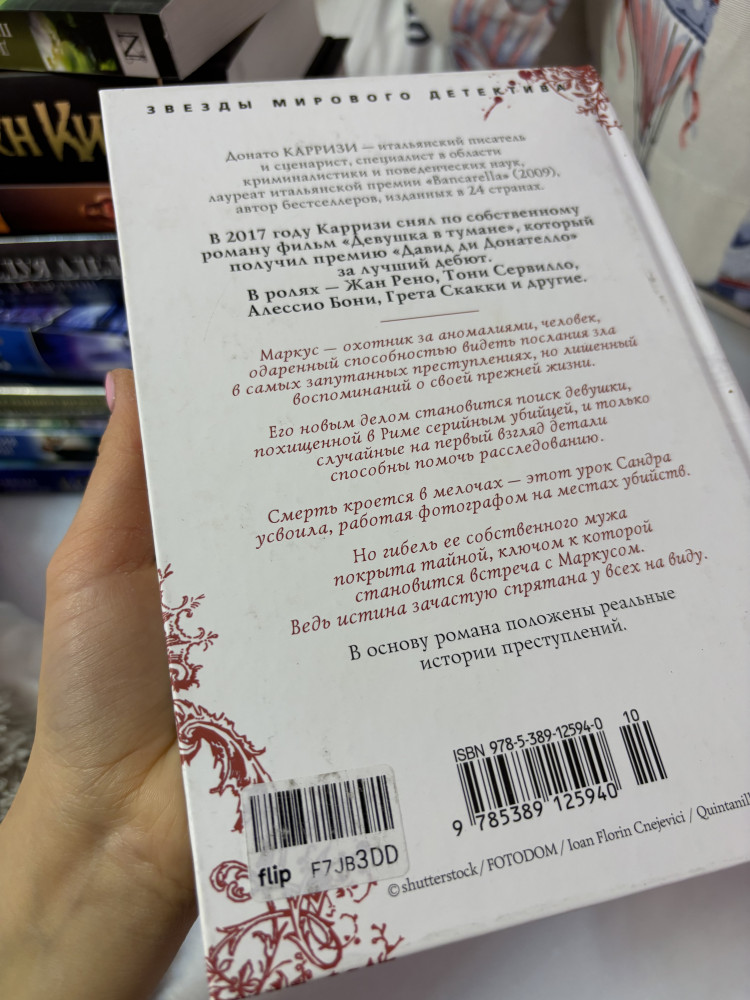 ЗВЕЗДЫ МИРОВОГО ДЕТЕКТИВА
Донато КАРРИЗИ — итальянский писатель
и сценарист, специалист в области
криминалистики и поведенческих наук,
лауреат итальянской премии «Bancarella» (2009),
автор бестселлеров, изданных в 24 странах.
В 2017 году Карризи снял по собственному
роману фильм «Девушка в тумане», который
получил премию «Давид ди Донателло»
за лучший дебют.
В ролях — Жан Рено, Тони Сервилло,
Алессио Бони, Грета Скакки и другие.
Маркус — охотник за аномалиями, человек,
одаренный способностью видеть послания зла
в самых запутанных преступлениях, но лишенный
воспоминаний о своей прежней жизни.
Его новым делом становится поиск девушки,
похищенной в Риме серийным убийцей, и только
случайные на первый взгляд детали
способны помочь расследованию.
Смерть кроется в мелочах — этот урок Сандра
усвоила, работая фотографом на местах убийств.
Но гибель ее собственного мужа
покрыта тайной, ключом к которой
становится встреча с Маркусом.
Ведь истина зачастую спрятана у всех на виду.
В основу романа положены реальные
истории преступлений.
ISBN 978-5-389-12594-0
10
9 785389 125940
flip F7JB3DD
© shutterstock / FOTODOM / Ioan Florin Cnejevici /